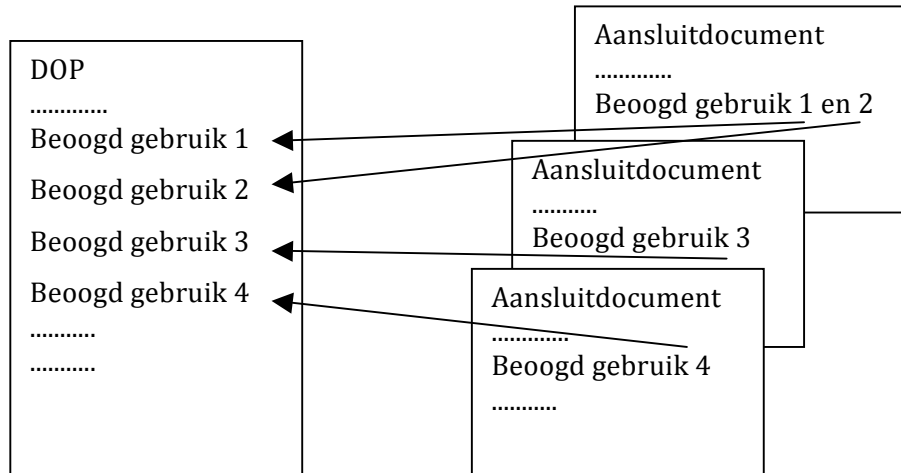 DOP
.............
Beoogd gebruik 1
Beoogd gebruik 2
Beoogd gebruik 3
Beoogd gebruik 4
...........
...........
Aansluitdocument
.............
Beoogd gebruik 1 en 2
Aansluitdocument
...........
Beoogd gebruik 3
Aansluitdocument
.............
Beoogd gebruik 4
...........